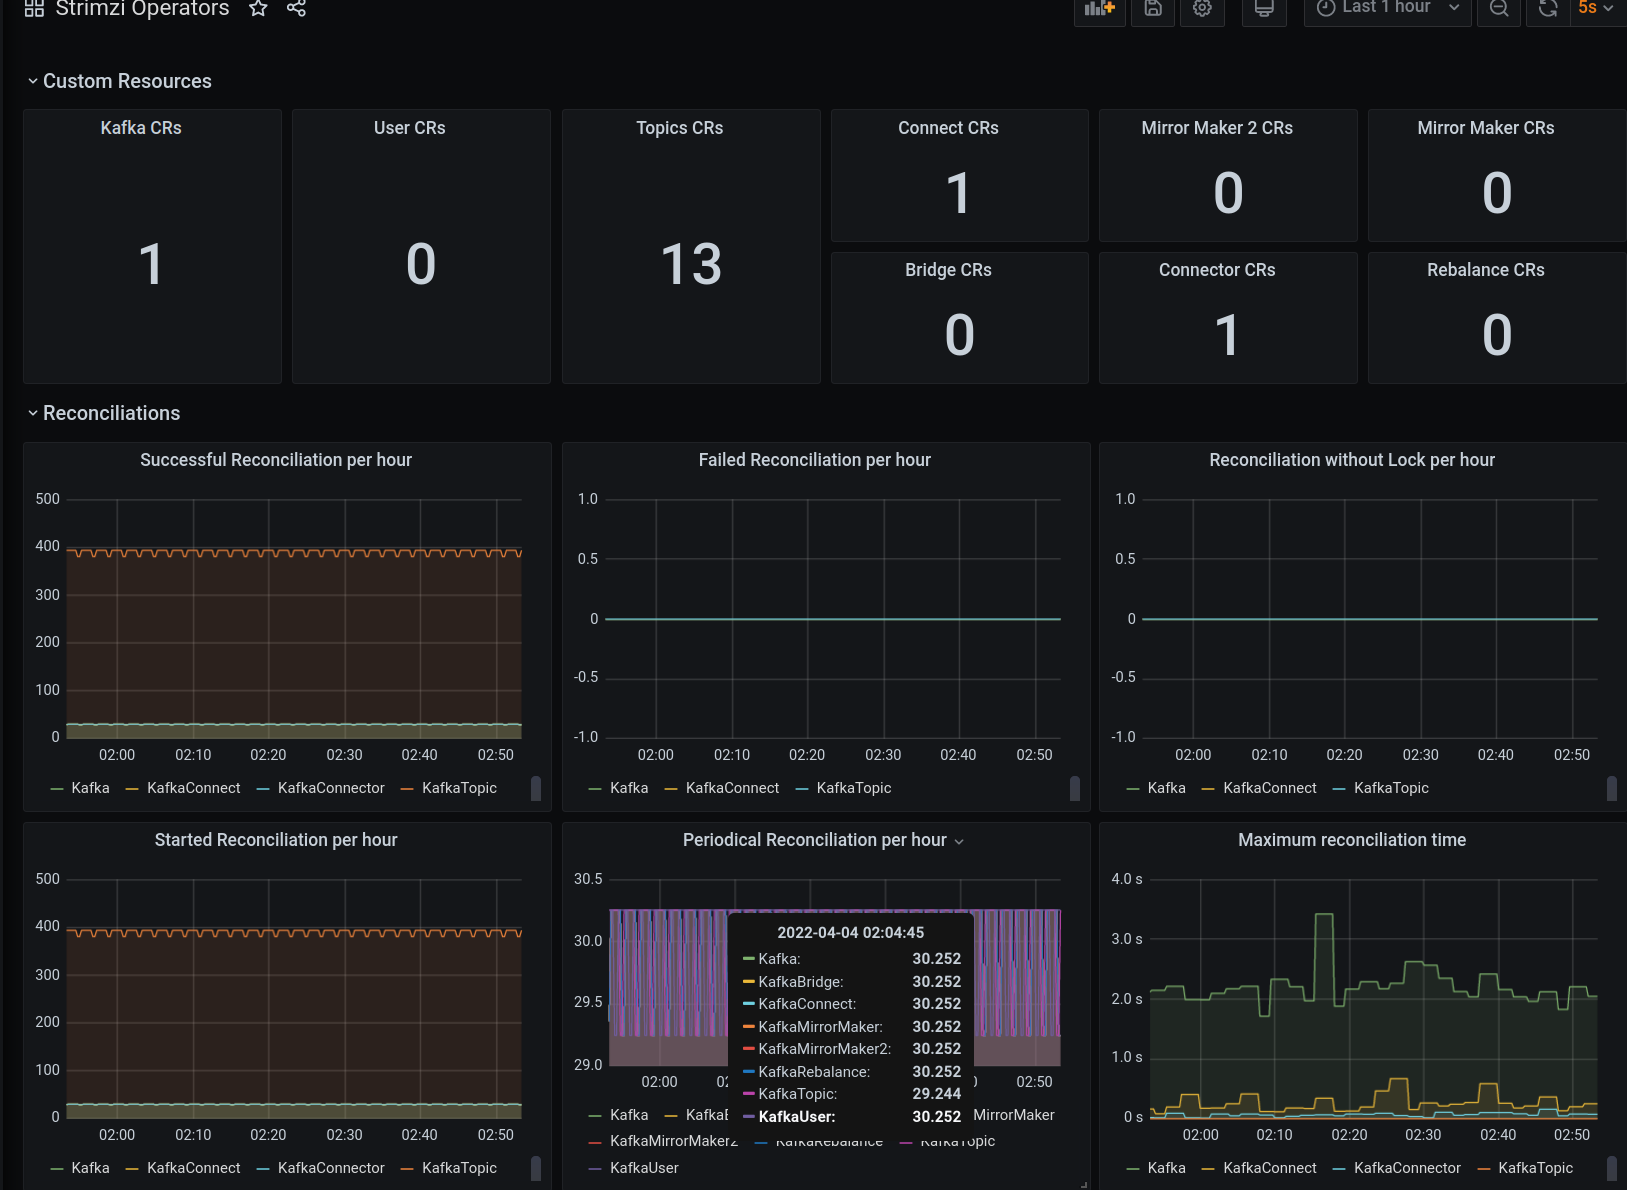 Strimzi Operators
Last 1 hour
5s
Custom Resources
Kafka CRs
User CRs
Topics CRs
Connect CRs
Mirror Maker 2 CRs
Mirror Maker CRs
1
0
13
1
0
0
Bridge CRs
Connector CRs
Rebalance CRs
0
1
0
Reconciliations
Successful Reconciliation per hour
500
400
300
200
100
0
02:00 02:10 02:20 02:30 02:40 02:50
Kafka KafkaConnect KafkaConnector KafkaTopic
Failed Reconciliation per hour
1.0
0.5
0
-0.5
-1.0
02:00 02:10 02:20 02:30 02:40 02:50
Kafka KafkaConnect KafkaTopic
Reconciliation without Lock per hour
1.0
0.5
0
-0.5
-1.0
02:00 02:10 02:20 02:30 02:40 02:50
Kafka KafkaConnect KafkaTopic
Started Reconciliation per hour
500
400
300
200
100
0
02:00 02:10 02:20 02:30 02:40 02:50
Kafka KafkaConnect KafkaConnector KafkaTopic
Periodical Reconciliation per hour
30.5
30.0
29.5
29.0
02:00 02:50
2022-04-04 02:04:45
Kafka: 30.252
KafkaBridge: 30.252
KafkaConnect: 30.252
KafkaMirrorMaker: 30.252
KafkaMirrorMaker2: 30.252
KafkaRebalance: 30.252
KafkaTopic: 29.244
KafkaUser: 30.252
Kafka MirrorMaker
KafkaMirrorMaker2 KafkaRebalance KafkaTopic
KafkaUser
Maximum reconciliation time
4.0 s
3.0 s
2.0 s
1.0 s
0 s
02:00 02:10 02:20 02:30 02:40 02:50
Kafka KafkaConnect KafkaConnector KafkaTopic